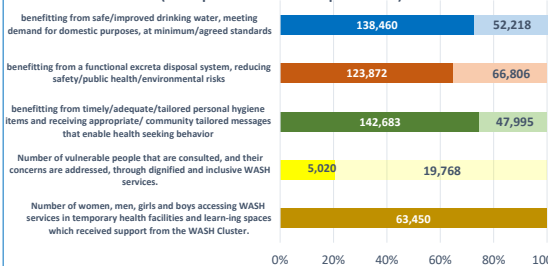 benefitting from safe/improved drinking water, meeting
demand for domestic purposes, at minimum/agreed standards
138,460 52,218
benefitting from a functional excreta disposal system, reducing
safety/public health/environmental risks
123,872 66,806
benefitting from timely/adequate/tailored personal hygiene
items and receiving appropriate/ community tailored messages
that enable health seeking behavior
142,683 47,995
Number of vulnerable people that are consulted, and their
concerns are addressed, through dignified and inclusive WASH
services.
5,020 19,768
Number of women, men, girls and boys accessing WASH
services in temporary health facilities and learn-ing spaces
which received support from the WASH Cluster.
63,450
0% 20% 40% 60% 80% 100